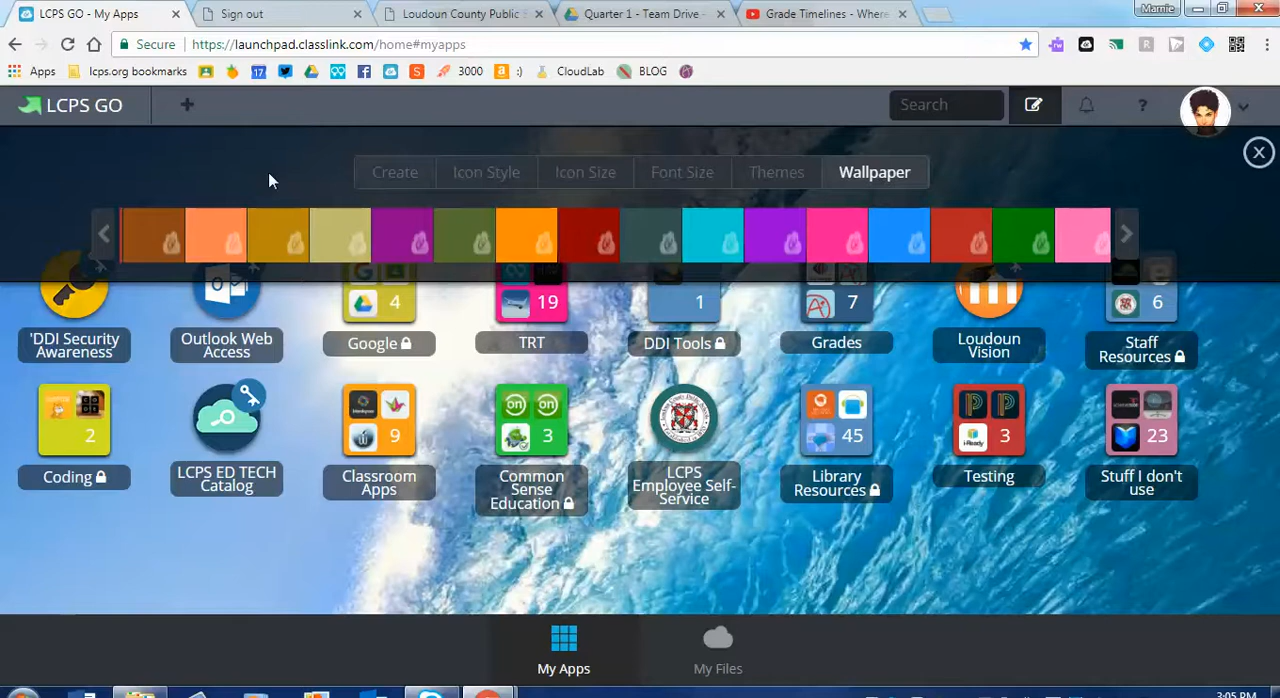 LCPS GO - My Apps
Sign out
Loudoun County Public
Quarter 1 - Team Drive -
Grade Timelines - Where
Mamie
Secure
https://launchpad.classlink.com/home#myapps
Apps
lcps.org bookmarks
17
3000
:)
CloudLab
BLOG
LCPS GO
+
Search
?
Create
Icon Style
Icon Size
Font Size
Themes
Wallpaper
4
19
1
7
6
'DDI Security
Awareness
Outlook Web
Access
Google
TRT
DDI Tools
Grades
Loudoun
Vision
Staff
Resources
2
9
on on
3
45
3
23
Coding
LCPS ED TECH
Catalog
Classroom
Apps
Common
Sense
Education
LCPS
Employee Self-
Service
Library
Resources
Testing
i-Ready
Stuff I don't
use
My Apps
My Files
3:05 PM